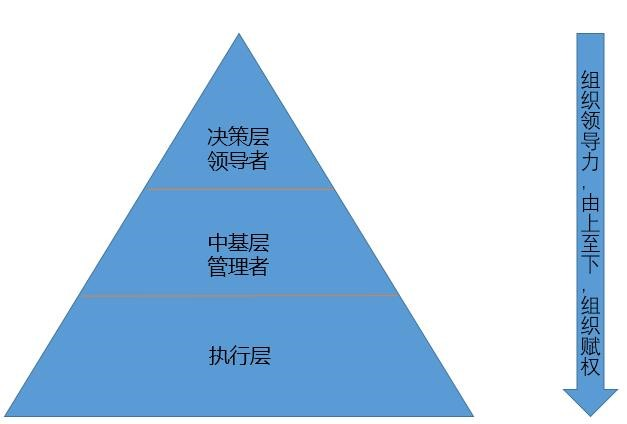 决策层
领导者
中基层
管理者
执行层
组织领导力,由上至下,组织赋权